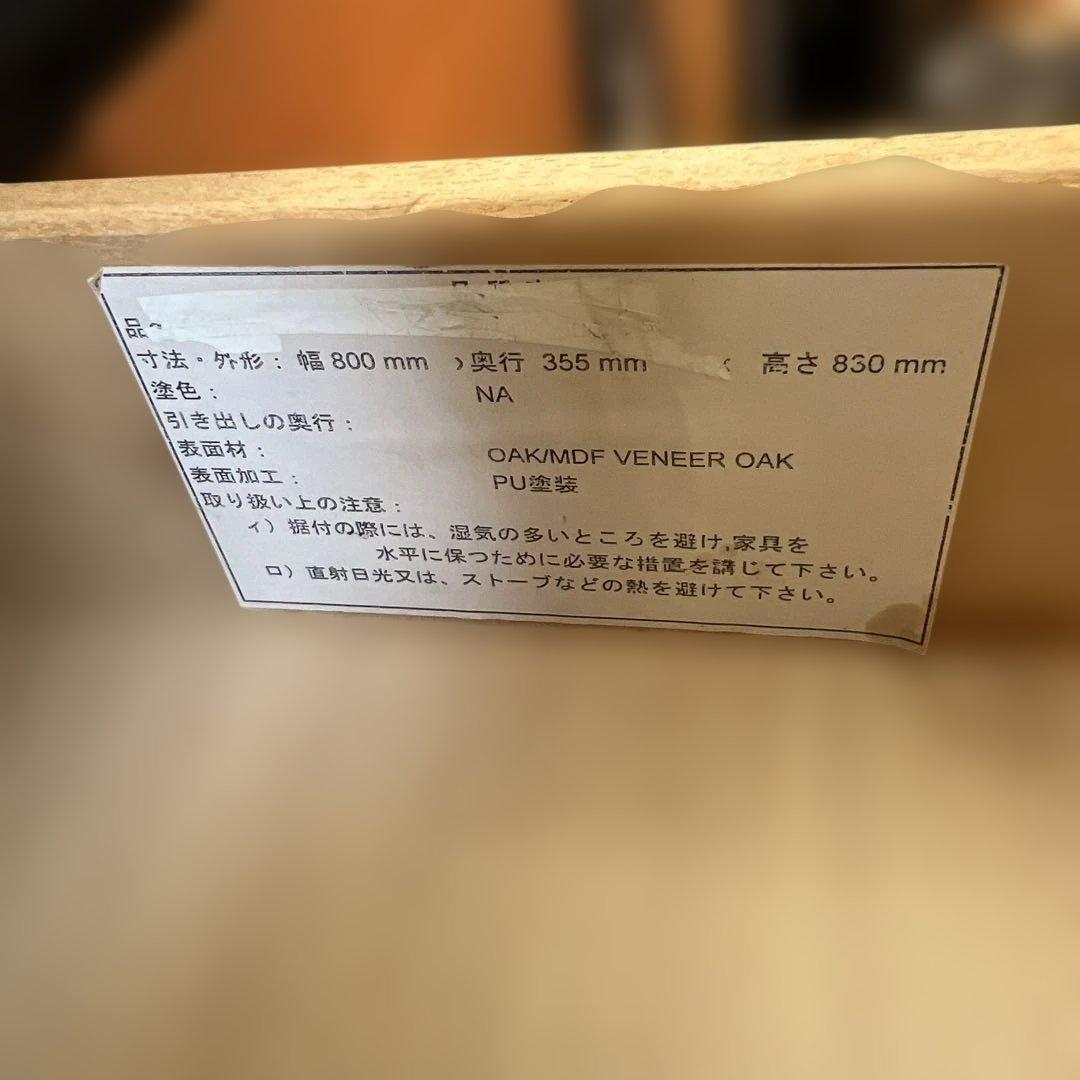 品
寸法・外形： 幅 800 mm 奥行 355 mm 高さ 830 mm
塗色： NA
引き出しの奥行：
表面材： OAK/MDF VENEER OAK
表面加工： PU塗装
取り扱い上の注意：
イ）据付の際には、湿気の多いところを避け,家具を
水平に保つために必要な措置を講じて下さい。
ロ）直射日光又は、ストーブなどの熱を避けて下さい。